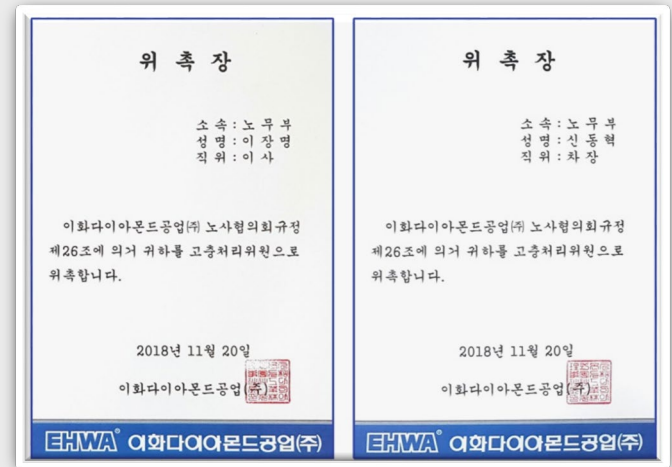 위 촉 장
소 속 : 노 무 부
성 명 : 이 장 명
직 위 : 이 사
이화다이아몬드공업㈜ 노사협의회규정
제26조에 의거 귀하를 고충처리위원으로
위촉합니다.
2018년 11월 20일
이화다이아몬드공업(주)
EHWA 이화다이아몬드공업(주)
위 촉 장
소 속 : 노 무 부
성 명 : 신 동 혁
직 위 : 차 장
이화다이아몬드공업㈜ 노사협의회규정
제26조에 의거 귀하를 고충처리위원으로
위촉합니다.
2018년 11월 20일
이화다이아몬드공업(주)
EHWA 이화다이아몬드공업(주)